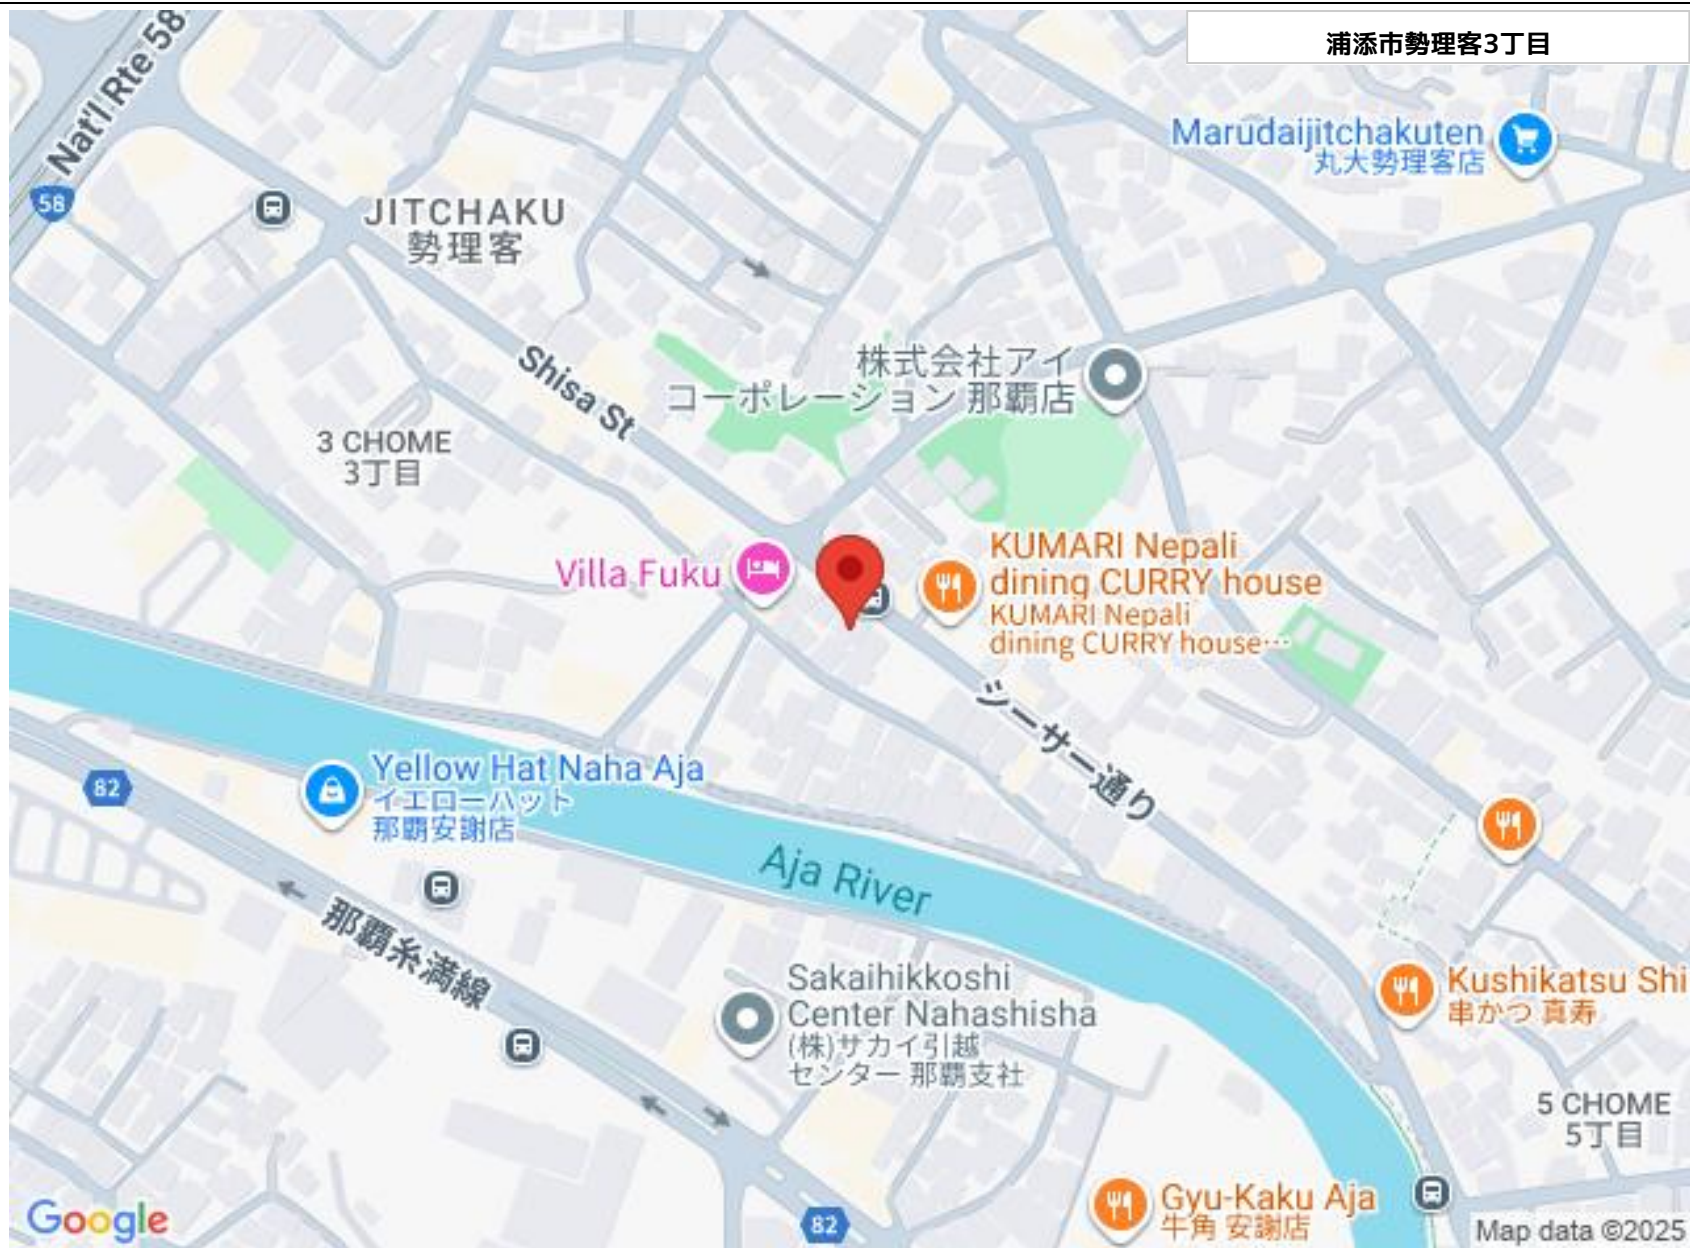 浦添市勢理客3丁目
Nat'l Rte 58
58
Marudaijitchakuten
丸大勢理客店
JITCHAKU
勢理客
Shisa St
株式会社アイ
コーポレーション 那覇店
3 CHOME
3丁目
Villa Fuku
KUMARI Nepali
dining CURRY house
KUMARI Nepali
dining CURRY house…
シーサー通り
Yellow Hat Naha Aja
イエローハット
那覇安謝店
82
Aja River
那覇糸満線
Sakaihikkoshi
Center Nahashisha
(株)サカイ引越
センター 那覇支社
Kushikatsu Shi
串かつ 真寿
5 CHOME
5丁目
Gyu-Kaku Aja
牛角 安謝店
82
Google
Map data ©2025